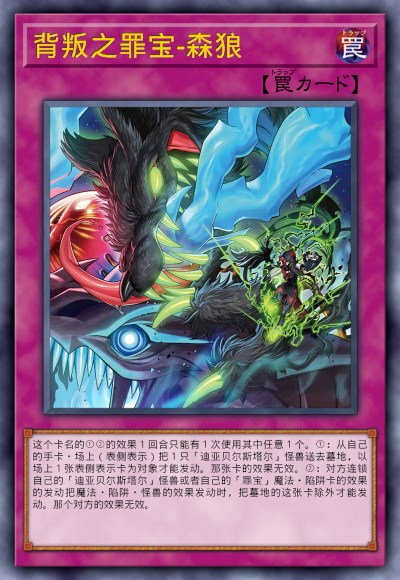 背叛之罪宝-森狼
トラップ
罠
トラップ
【罠カード】
这个卡名的①②的效果1回合只能有1次使用其中任意1个。①：从自己
的手卡·场上（表侧表示）把1只「迪亚贝尔斯塔尔」怪兽送去墓地，以
场上1张表侧表示卡为对象才能发动。那张卡的效果无效。②：对方连锁
自己的「迪亚贝尔斯塔尔」怪兽或者自己的「罪宝」魔法·陷阱卡的效果
的发动把魔法·陷阱·怪兽的效果发动时，把墓地的这张卡除外才能发
动。那个对方的效果无效。